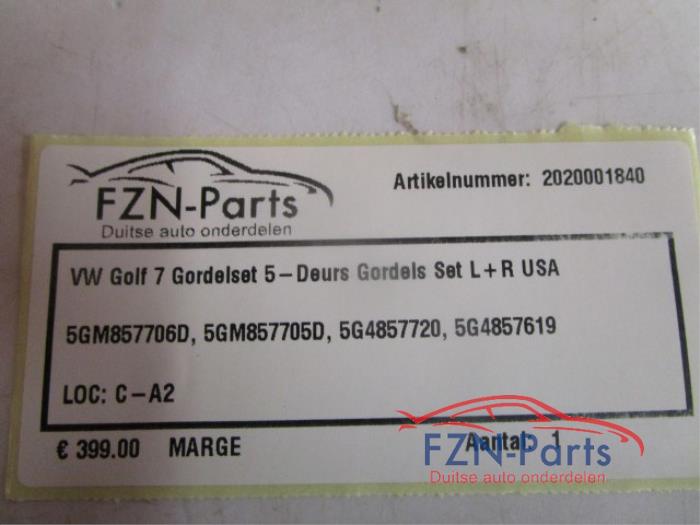 FZN-Parts
Duitse auto onderdelen
Artikelnummer: 2020001840
VW Golf 7 Gordelset 5-Deurs Gordels Set L+R USA
5GM857706D, 5GM857705D, 5G4857720, 5G4857619
LOC: C-A2
€ 399.00 MARGE Aantal: 1
FZN-Parts
Duitse auto onderdelen